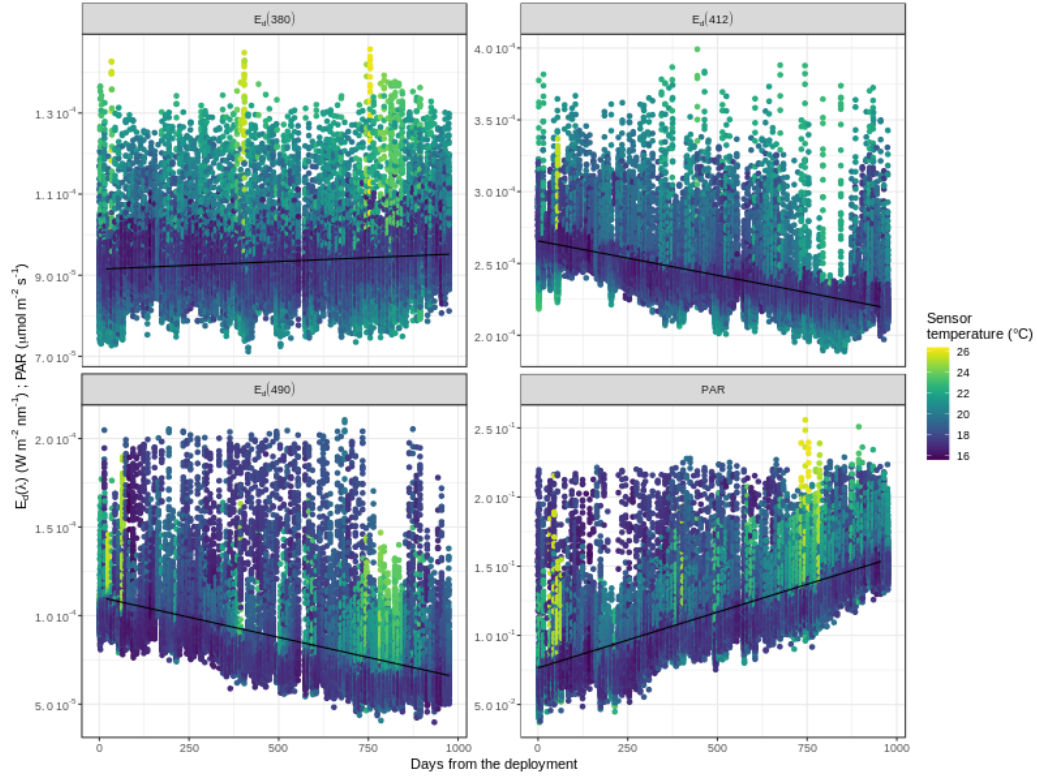 E_d(380)
E_d(412)
1.3 10⁻⁴
1.1 10⁻⁴
9.0 10⁻⁵
7.0 10⁻⁵
4.0 10⁻⁴
3.5 10⁻⁴
3.0 10⁻⁴
2.5 10⁻⁴
2.0 10⁻⁴
E_d(λ) (W m⁻² nm⁻¹) ; PAR (μmol m⁻² s⁻¹)
E_d(490)
PAR
2.0 10⁻⁴
1.5 10⁻⁴
1.0 10⁻⁴
5.0 10⁻⁵
2.5 10⁻¹
2.0 10⁻¹
1.5 10⁻¹
1.0 10⁻¹
5.0 10⁻²
0 250 500 750 1000
0 250 500 750 1000
Days from the deployment
Sensor
temperature (°C)
26
24
22
20
18
16